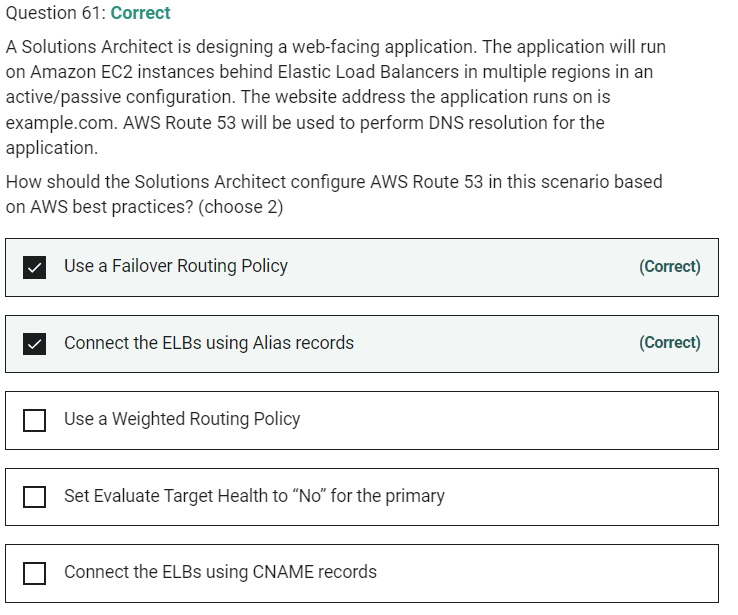 Question 61: Correct
A Solutions Architect is designing a web-facing application. The application will run
on Amazon EC2 instances behind Elastic Load Balancers in multiple regions in an
active/passive configuration. The website address the application runs on is
example.com. AWS Route 53 will be used to perform DNS resolution for the
application.
How should the Solutions Architect configure AWS Route 53 in this scenario based
on AWS best practices? (choose 2)
Use a Failover Routing Policy (Correct)
Connect the ELBs using Alias records (Correct)
Use a Weighted Routing Policy
Set Evaluate Target Health to “No” for the primary
Connect the ELBs using CNAME records